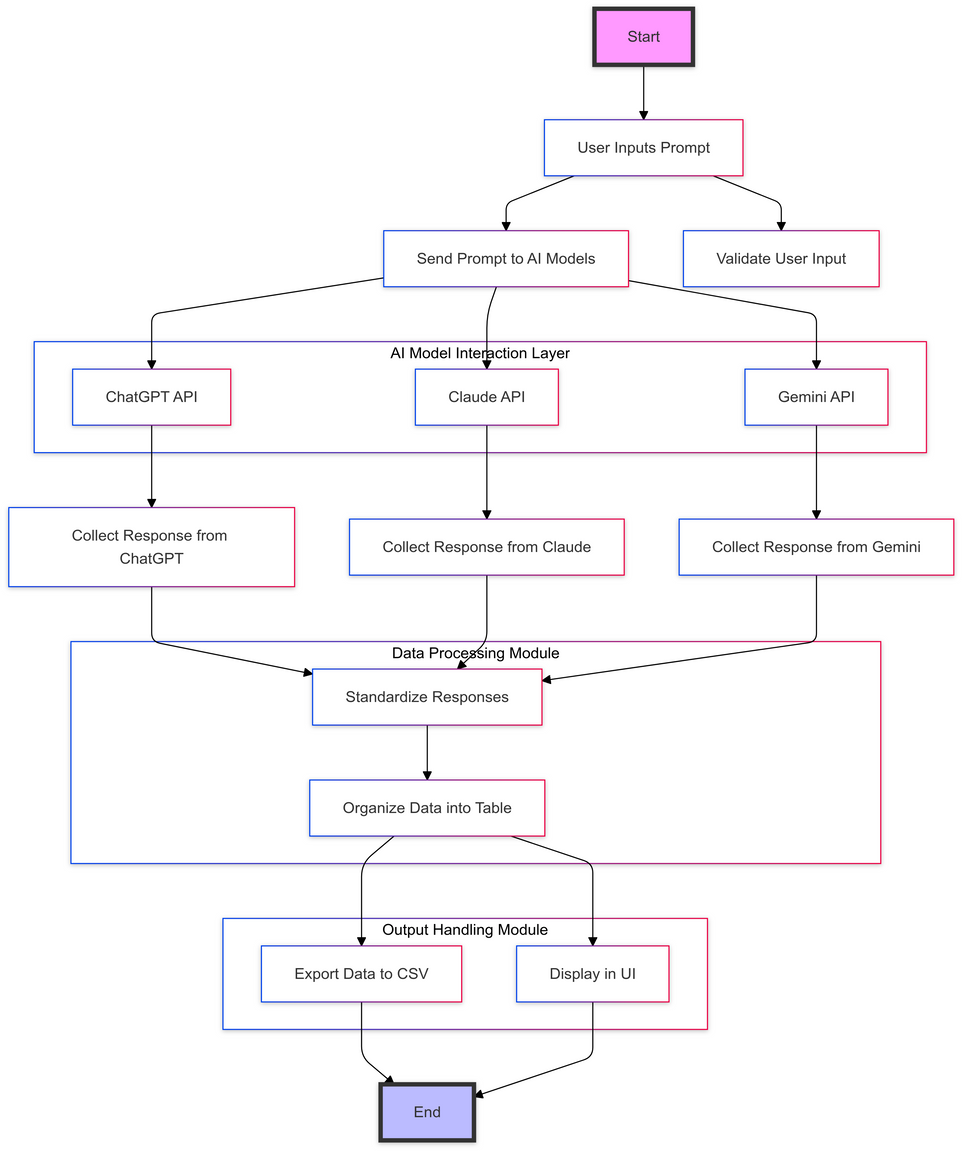 Start
User Inputs Prompt
Send Prompt to AI Models
Validate User Input
AI Model Interaction Layer
ChatGPT API
Claude API
Gemini API
Collect Response from
ChatGPT
Collect Response from Claude
Collect Response from Gemini
Data Processing Module
Standardize Responses
Organize Data into Table
Output Handling Module
Export Data to CSV
Display in UI
End